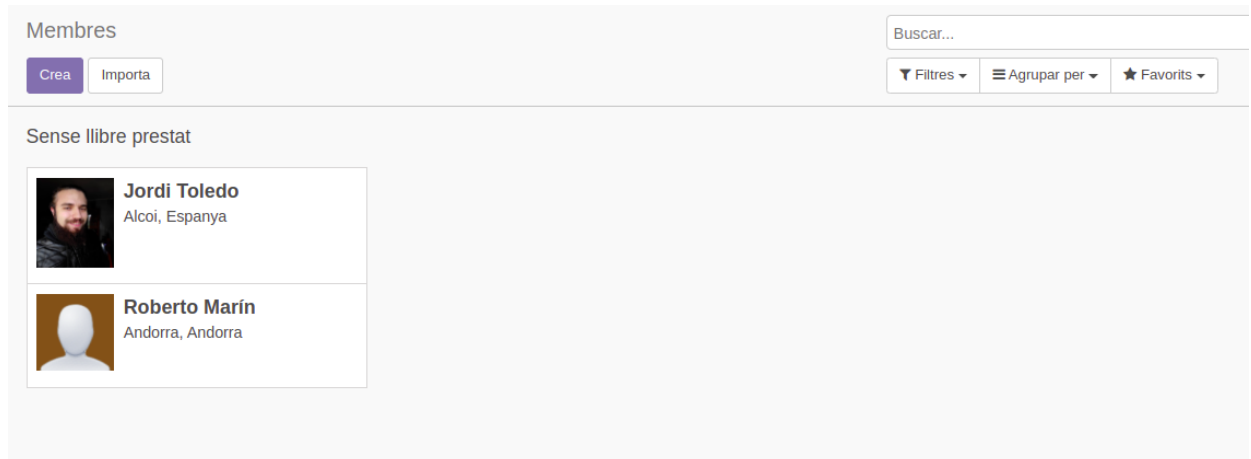 Membres
Buscar...
Crea Importa
Filtres Agrupar per Favorits
Sense llibre prestat
Jordi Toledo
Alcoi, Espanya
Roberto Marín
Andorra, Andorra